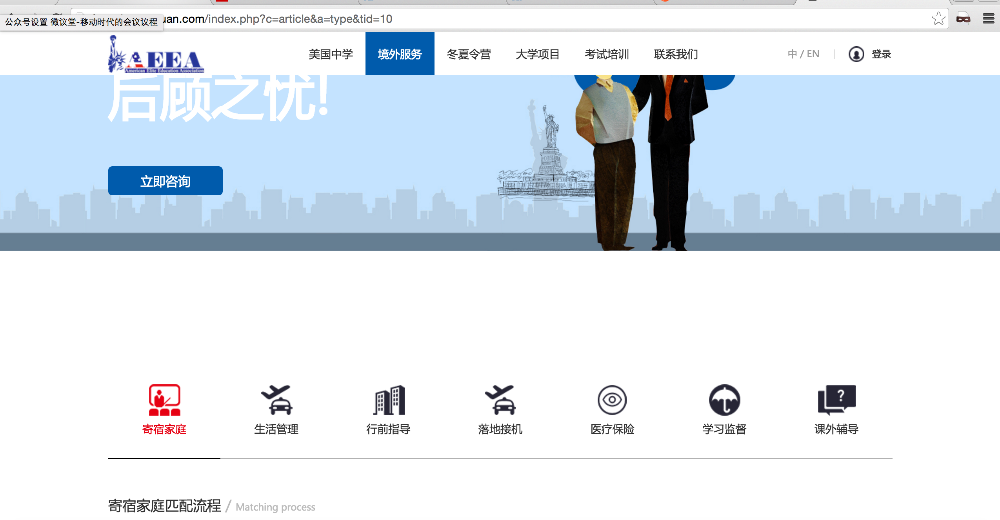 uan.com/index.php?c=article&a=type&tid=10
公众号设置 微议堂-移动时代的会议议程
AEEA
American Elite Education Association
美国中学 境外服务 冬夏令营 大学项目 考试培训 联系我们 中 / EN 登录
后顾之忧!
立即咨询
寄宿家庭 生活管理 行前指导 落地接机 医疗保险 学习监督 课外辅导
寄宿家庭匹配流程 / Matching process